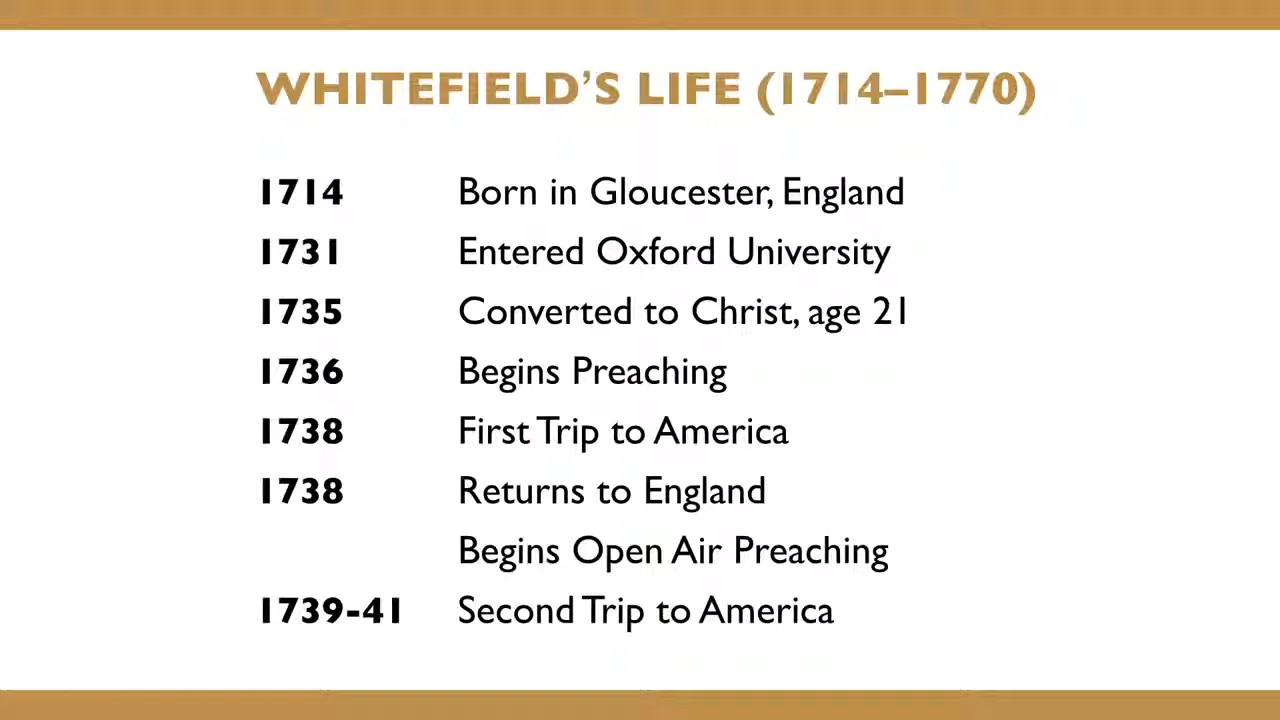 WHITEFIELD’S LIFE (1714–1770)
1714 Born in Gloucester, England
1731 Entered Oxford University
1735 Converted to Christ, age 21
1736 Begins Preaching
1738 First Trip to America
1738 Returns to England
Begins Open Air Preaching
1739-41 Second Trip to America